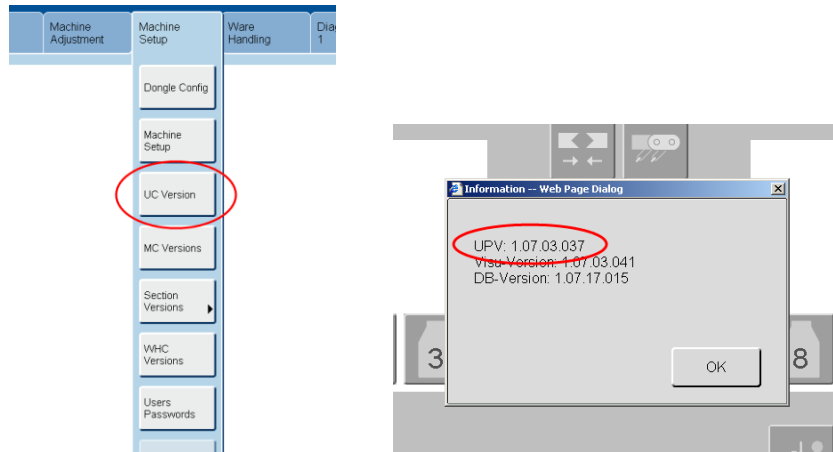 Machine
Adjustment
Machine
Setup
Ware
Handling
Dia
1
Dongle Config
Machine
Setup
UC Version
MC Versions
Section
Versions
WHC
Versions
Users
Passwords
Information -- Web Page Dialog
UPV: 1.07.03.037
Visu-Version: 1.07.03.041
DB-Version: 1.07.17.015
OK
3
8